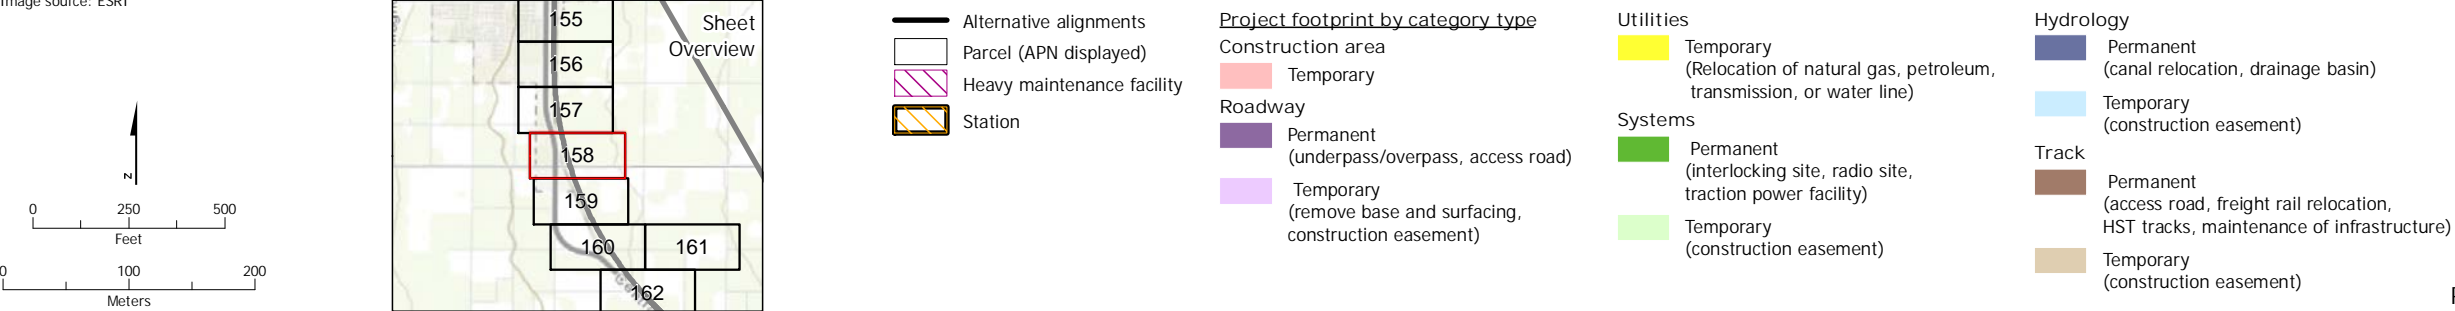 Image source: ESRI
N
0 250 500
Feet
0 100 200
Meters
Sheet
Overview
155
156
157
158
159
160 161
162
Alternative alignments
Parcel (APN displayed)
Heavy maintenance facility
Station
Project footprint by category type
Construction area
Temporary
Roadway
Permanent
(underpass/overpass, access road)
Temporary
(remove base and surfacing,
construction easement)
Utilities
Temporary
(Relocation of natural gas, petroleum,
transmission, or water line)
Systems
Permanent
(interlocking site, radio site,
traction power facility)
Temporary
(construction easement)
Hydrology
Permanent
(canal relocation, drainage basin)
Temporary
(construction easement)
Track
Permanent
(access road, freight rail relocation,
HST tracks, maintenance of infrastructure)
Temporary
(construction easement)